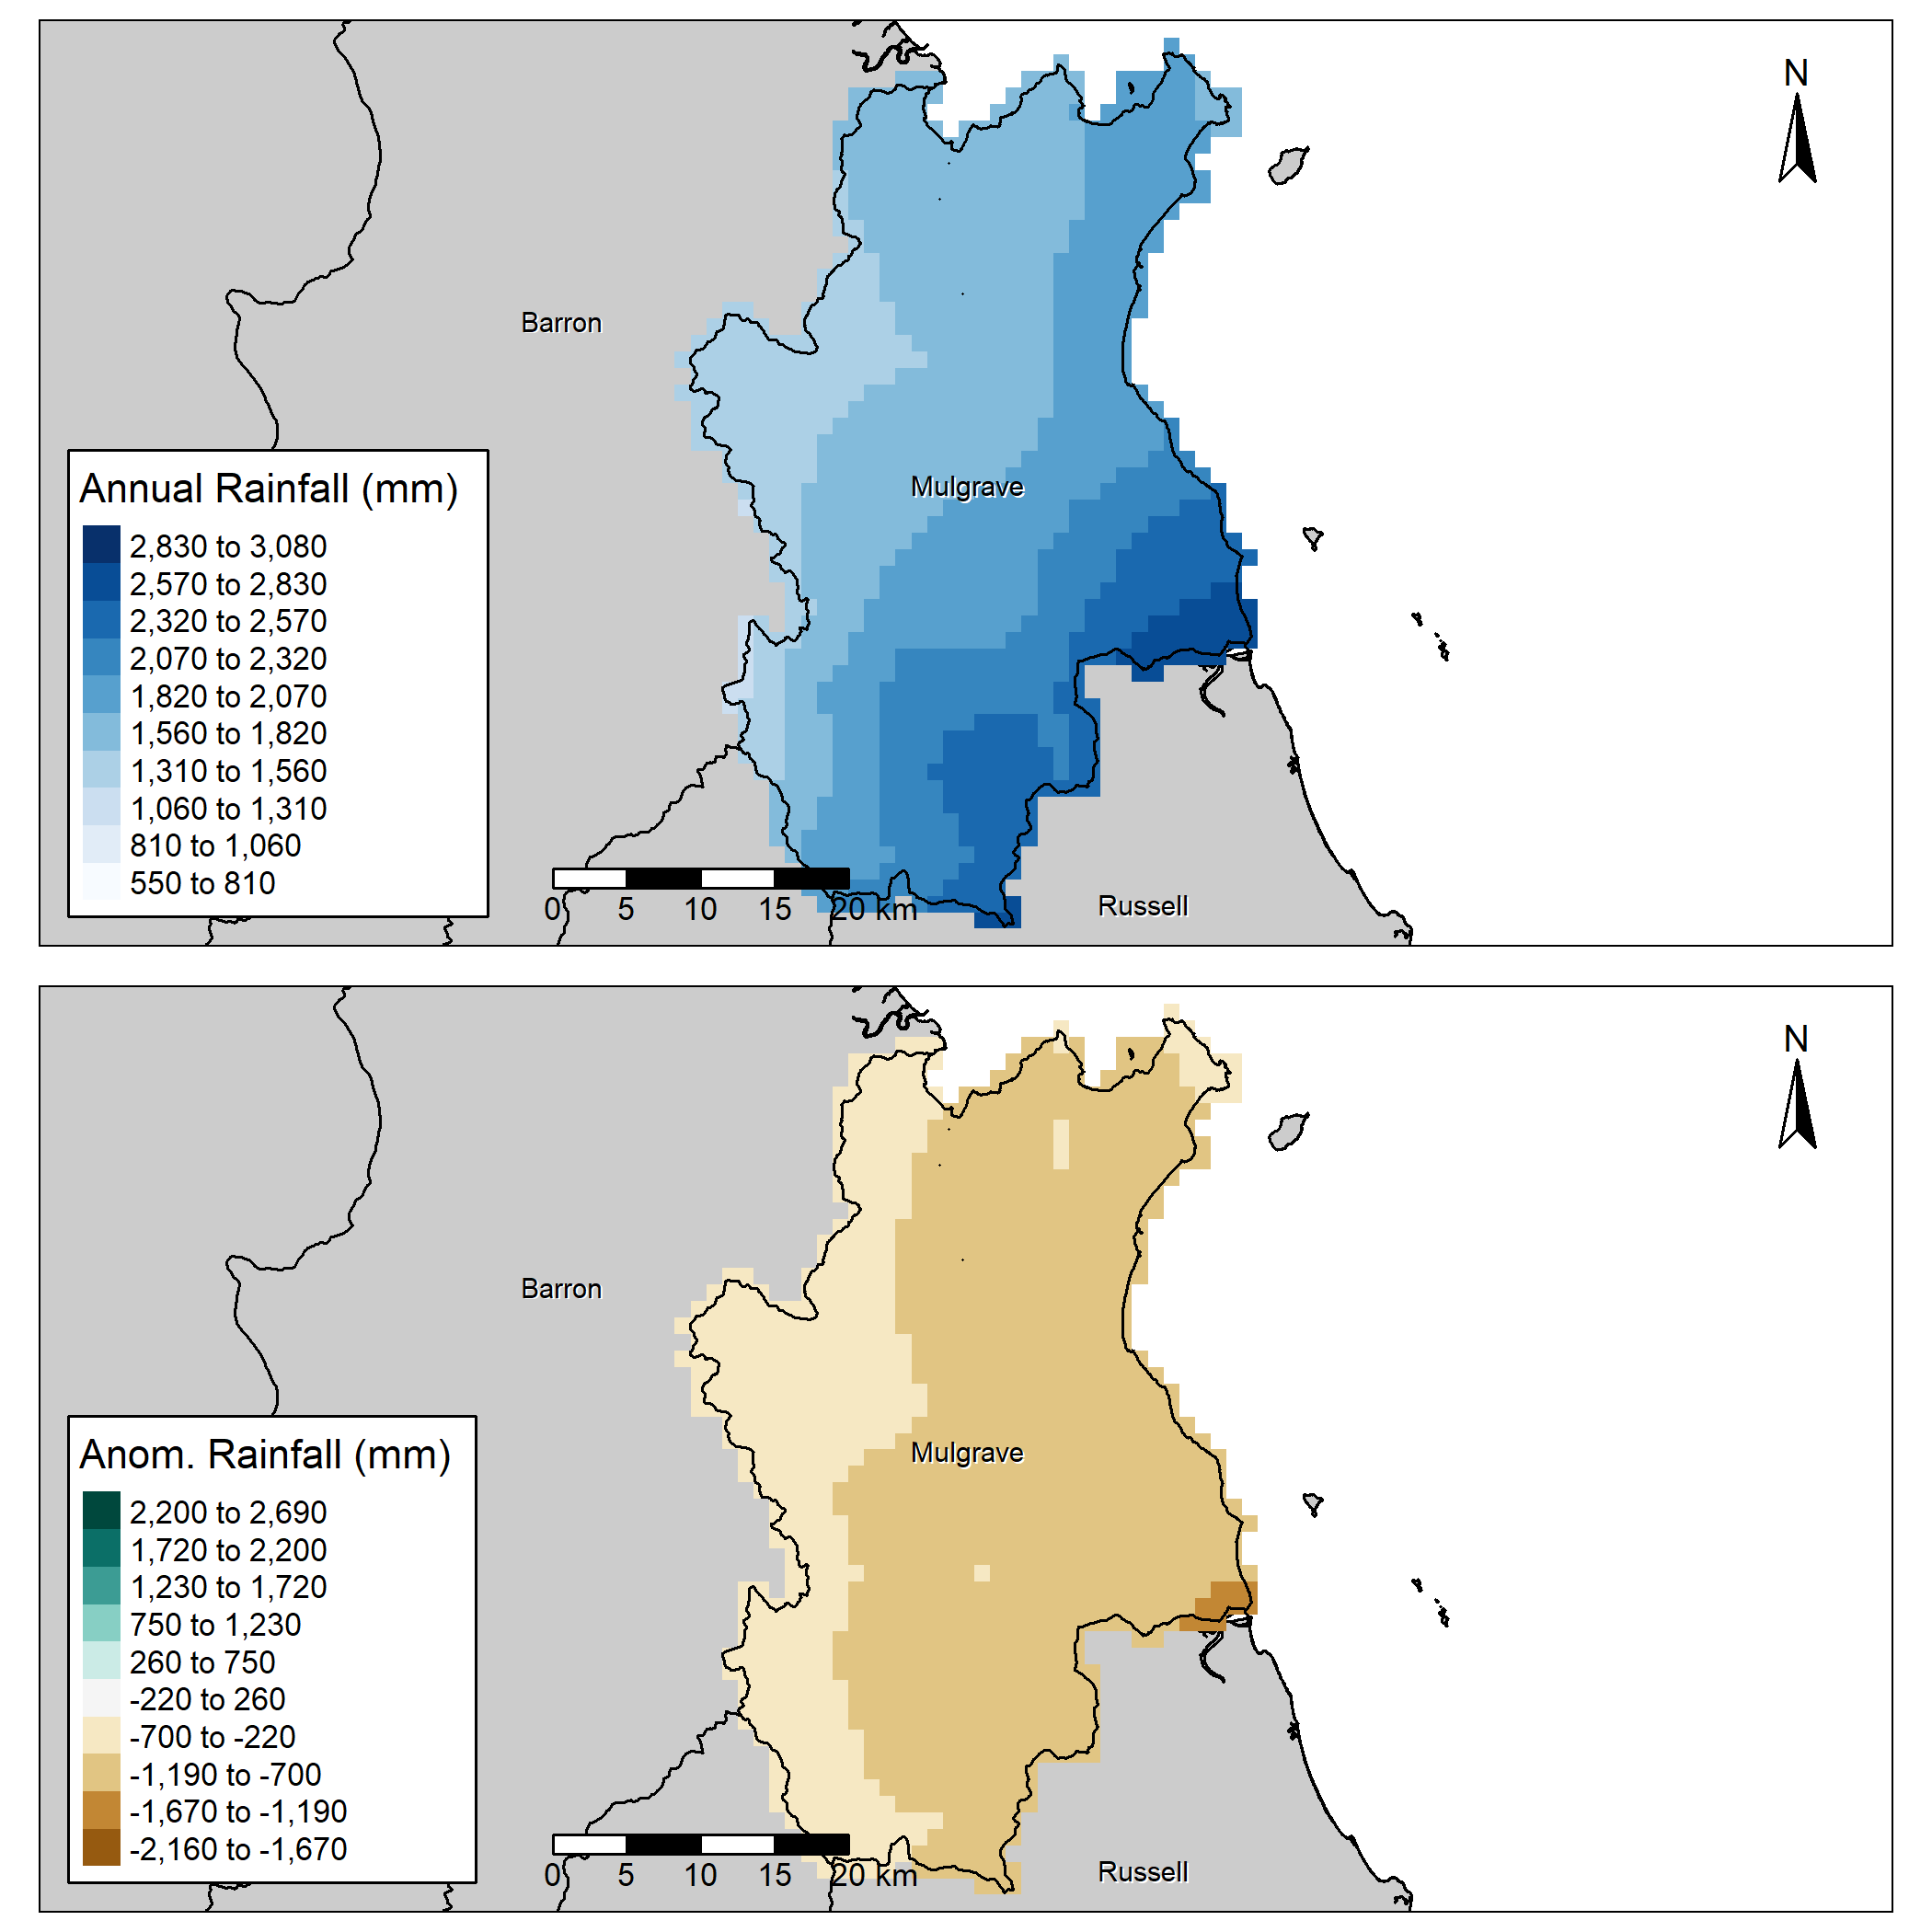 N
Barron
Mulgrave
Annual Rainfall (mm)
2,830 to 3,080
2,570 to 2,830
2,320 to 2,570
2,070 to 2,320
1,820 to 2,070
1,560 to 1,820
1,310 to 1,560
1,060 to 1,310
810 to 1,060
550 to 810
0 5 10 15 20 km
Russell
N
Barron
Mulgrave
Anom. Rainfall (mm)
2,200 to 2,690
1,720 to 2,200
1,230 to 1,720
750 to 1,230
260 to 750
-220 to 260
-700 to -220
-1,190 to -700
-1,670 to -1,190
-2,160 to -1,670
0 5 10 15 20 km
Russell